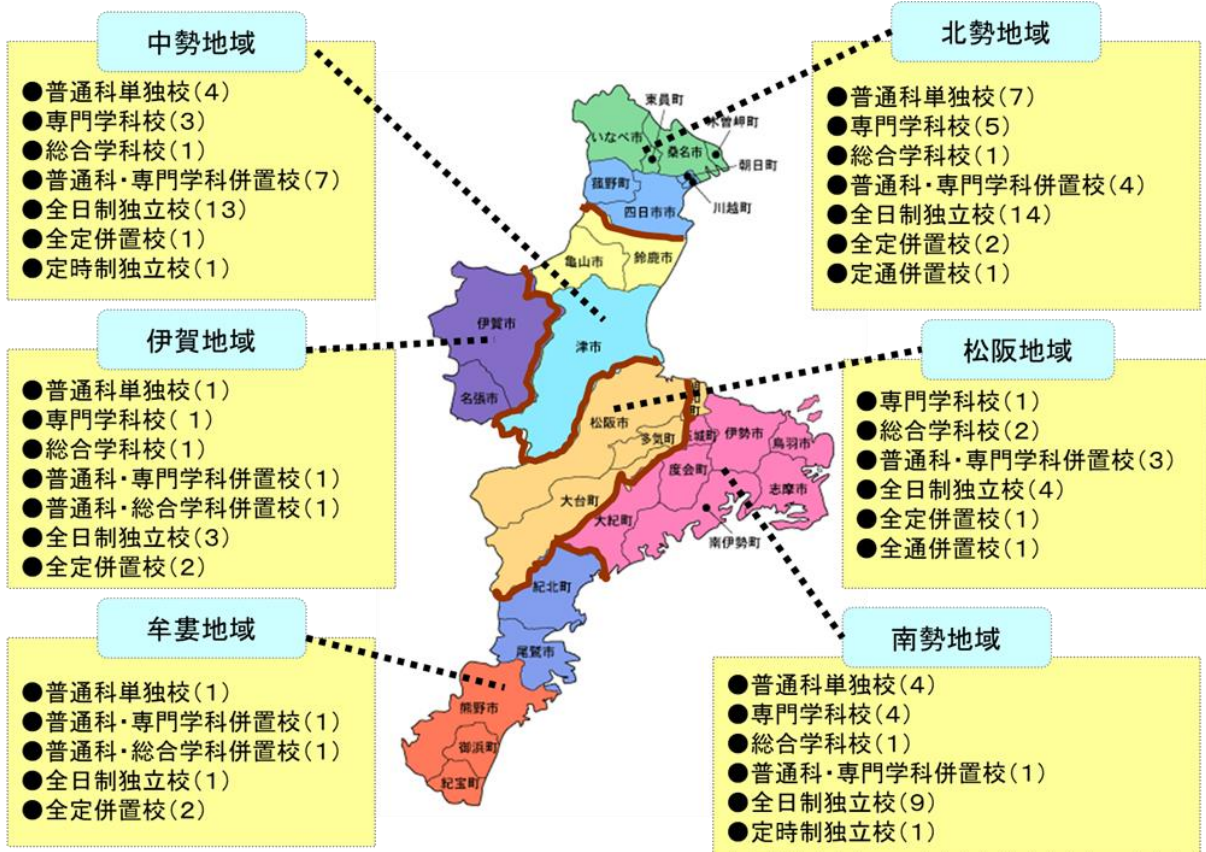 中勢地域
●普通科単独校(4)
●専門学科校(3)
●総合学科校(1)
●普通科・専門学科併置校(7)
●全日制独立校(13)
●全定併置校(1)
●定時制独立校(1)
北勢地域
●普通科単独校(7)
●専門学科校(5)
●総合学科校(1)
●普通科・専門学科併置校(4)
●全日制独立校(14)
●全定併置校(2)
●定通併置校(1)
伊賀地域
●普通科単独校(1)
●専門学科校( 1)
●総合学科校(1)
●普通科・専門学科併置校(1)
●普通科・総合学科併置校(1)
●全日制独立校(3)
●全定併置校(2)
松阪地域
●専門学科校(1)
●総合学科校(2)
●普通科・専門学科併置校(3)
●全日制独立校(4)
●全定併置校(1)
●全通併置校(1)
牟婁地域
●普通科単独校(1)
●普通科・専門学科併置校(1)
●普通科・総合学科併置校(1)
●全日制独立校(1)
●全定併置校(2)
南勢地域
●普通科単独校(4)
●専門学科校(4)
●総合学科校(1)
●普通科・専門学科併置校(1)
●全日制独立校(9)
●定時制独立校(1)
東員町
木曽岬町
いなべ市
桑名市
朝日町
菰野町
川越町
四日市市
亀山市
鈴鹿市
伊賀市
津市
名張市
松阪市
多気町
玉城町
伊勢市
鳥羽市
度会町
志摩市
大台町
大紀町
南伊勢町
紀北町
尾鷲市
熊野市
御浜町
紀宝町